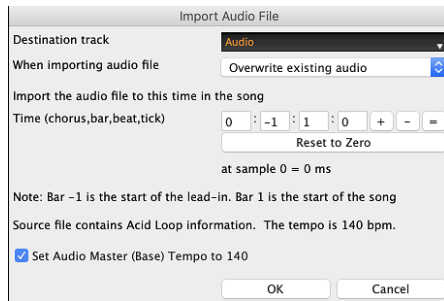 Import Audio File
Destination track Audio
When importing audio file Overwrite existing audio
Import the audio file to this time in the song
Time (chorus,bar,beat,tick) 0 : -1 : 1 : 0 + - =
Reset to Zero
at sample 0 = 0 ms
Note: Bar -1 is the start of the lead-in. Bar 1 is the start of the song
Source file contains Acid Loop information. The tempo is 140 bpm.
Set Audio Master (Base) Tempo to 140
OK Cancel